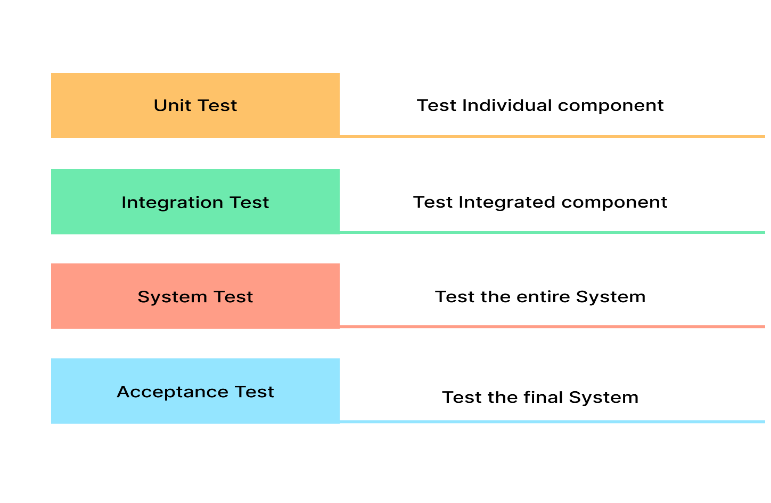 Unit Test
Test Individual component
Integration Test
Test Integrated component
System Test
Test the entire System
Acceptance Test
Test the final System